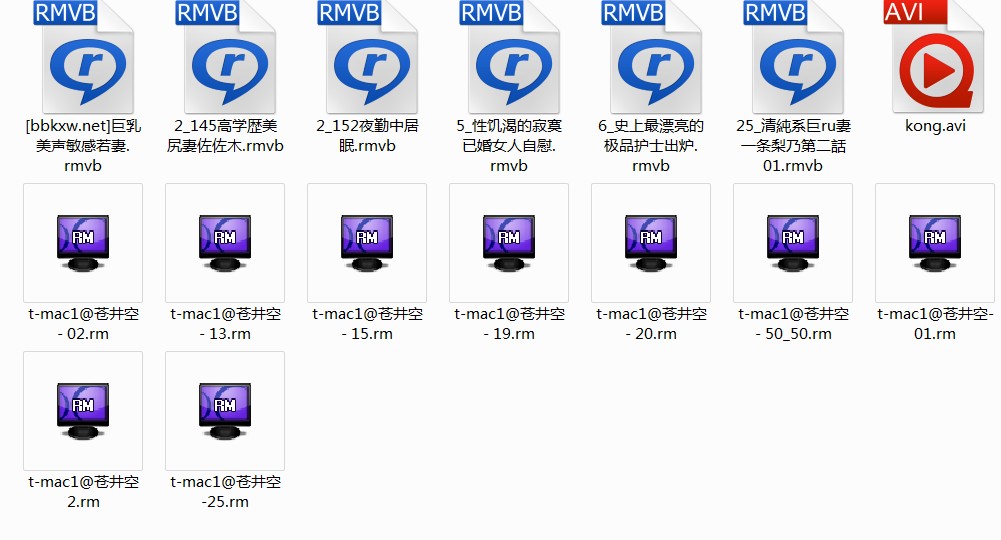 RMVB RMVB RMVB RMVB RMVB RMVB AVI
[bbkxw.net]巨乳
美声敏感若妻.
rmvb
2_145高学歴美
尻妻佐佐木.rmvb
2_152夜勤中居
眠.rmvb
5_性饥渴的寂寞
已婚女人自慰.
rmvb
6_史上最漂亮的
极品护士出炉.
rmvb
25_清純系巨ru妻
一条梨乃第二話
01.rmvb
kong.avi
RM RM RM RM RM RM RM
t-mac1@苍井空
- 02.rm
t-mac1@苍井空
- 13.rm
t-mac1@苍井空
- 15.rm
t-mac1@苍井空
- 19.rm
t-mac1@苍井空
- 20.rm
t-mac1@苍井空
- 50_50.rm
t-mac1@苍井空-
01.rm
RM RM
t-mac1@苍井空
2.rm
t-mac1@苍井空
-25.rm